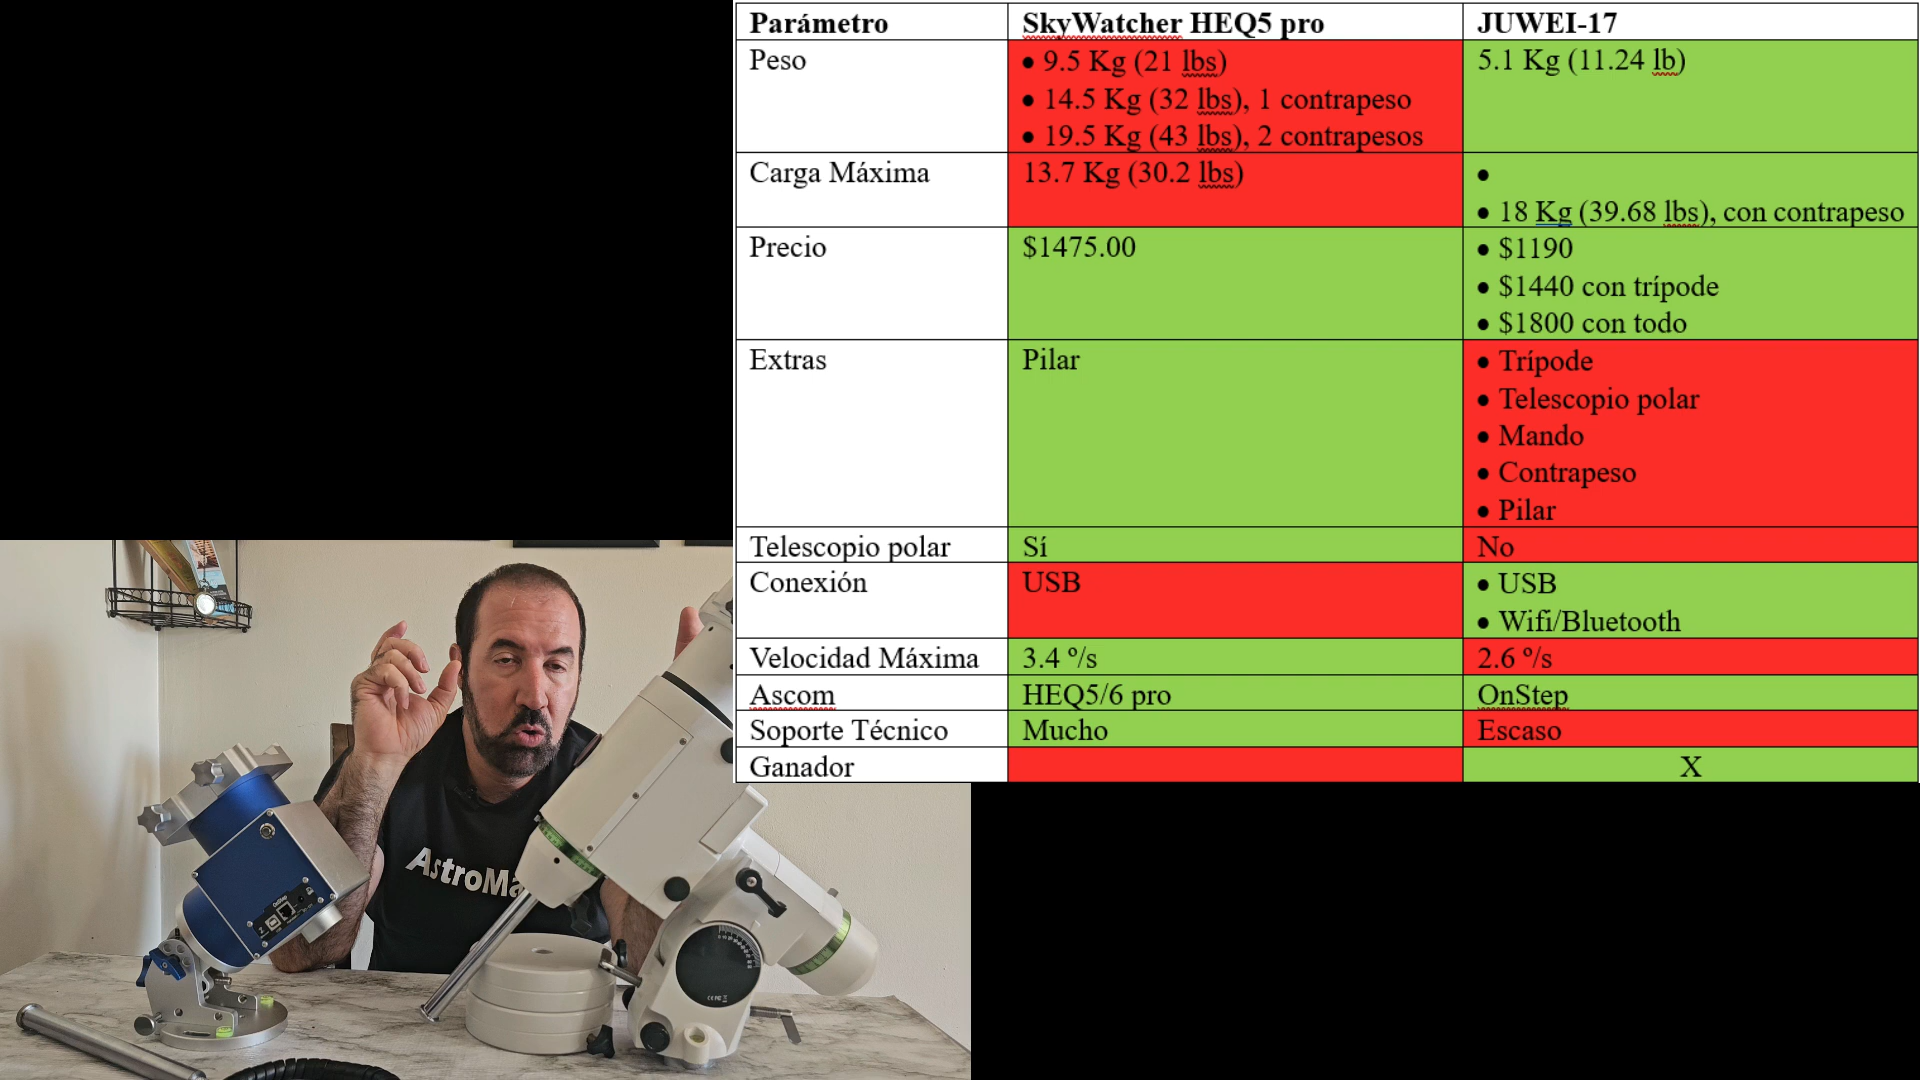 Parámetro SkyWatcher HEQ5 pro JUWEI-17
Peso
• 9.5 Kg (21 lbs)
• 14.5 Kg (32 lbs), 1 contrapeso
• 19.5 Kg (43 lbs), 2 contrapesos
5.1 Kg (11.24 lb)
Carga Máxima
13.7 Kg (30.2 lbs)
•
• 18 Kg (39.68 lbs), con contrapeso
Precio
$1475.00
• $1190
• $1440 con trípode
• $1800 con todo
Extras
Pilar
• Trípode
• Telescopio polar
• Mando
• Contrapeso
• Pilar
Telescopio polar Sí No
Conexión
USB
• USB
• Wifi/Bluetooth
Velocidad Máxima 3.4 º/s 2.6 º/s
Ascom HEQ5/6 pro OnStep
Soporte Técnico Mucho Escaso
Ganador X
AstroMa
OnStep